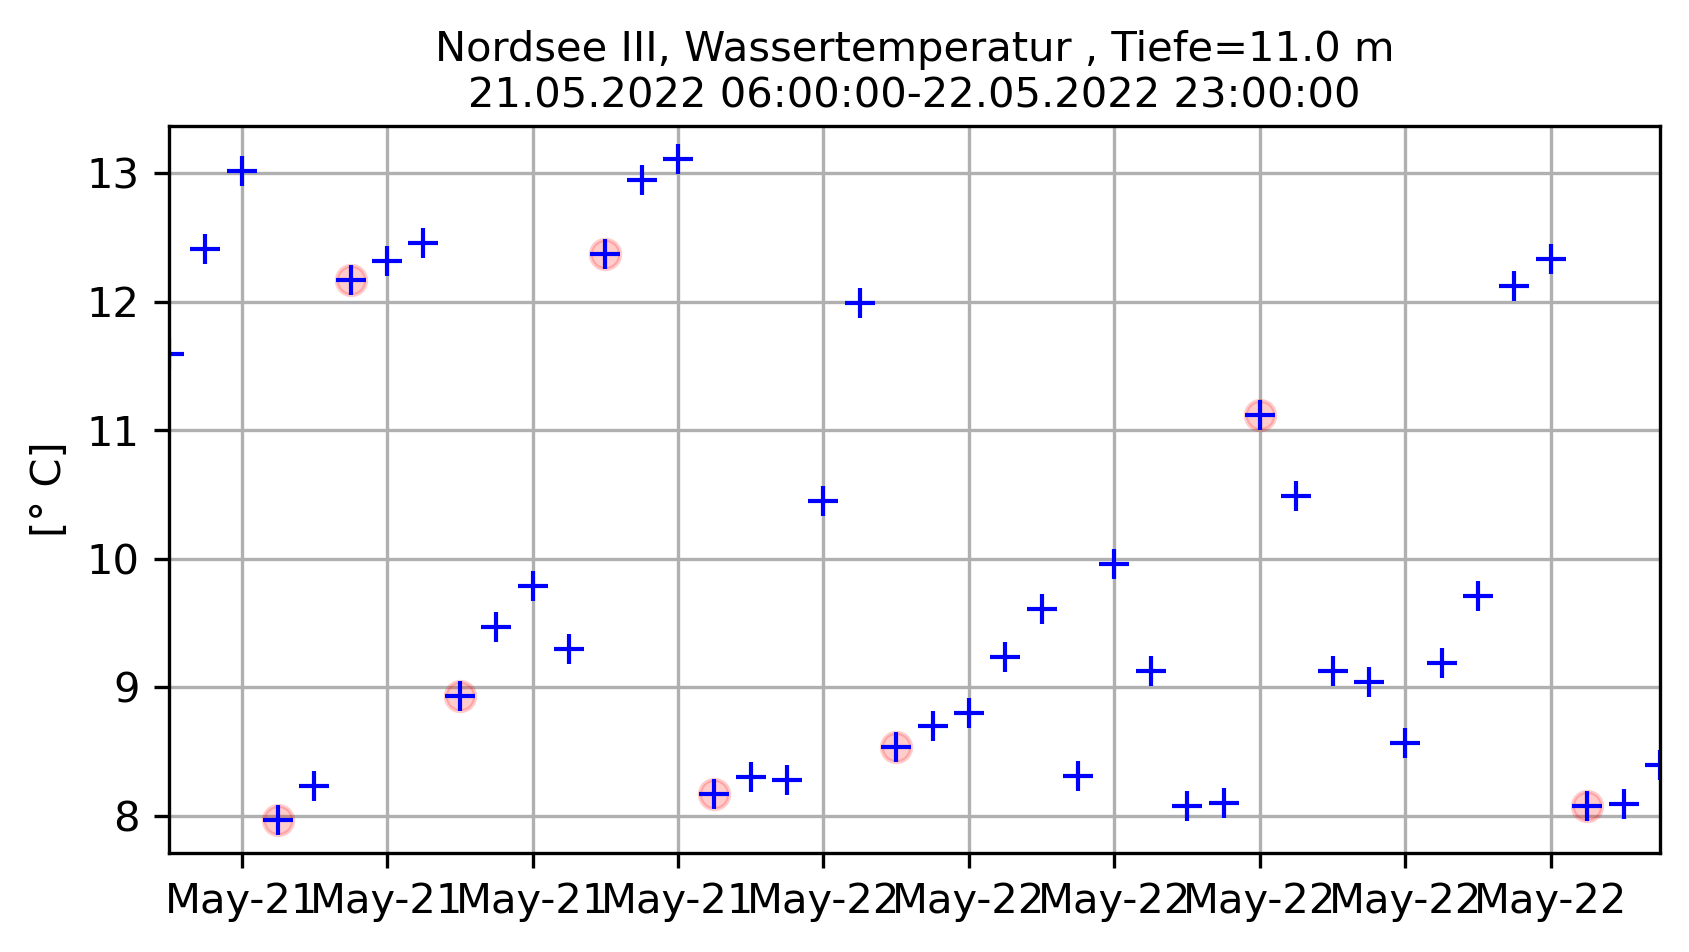 Nordsee III, Wassertemperatur , Tiefe=11.0 m
21.05.2022 06:00:00-22.05.2022 23:00:00
13
12
11
10
9
8
[° C]
May-21 May-21 May-21 May-21 May-22 May-22 May-22 May-22 May-22 May-22